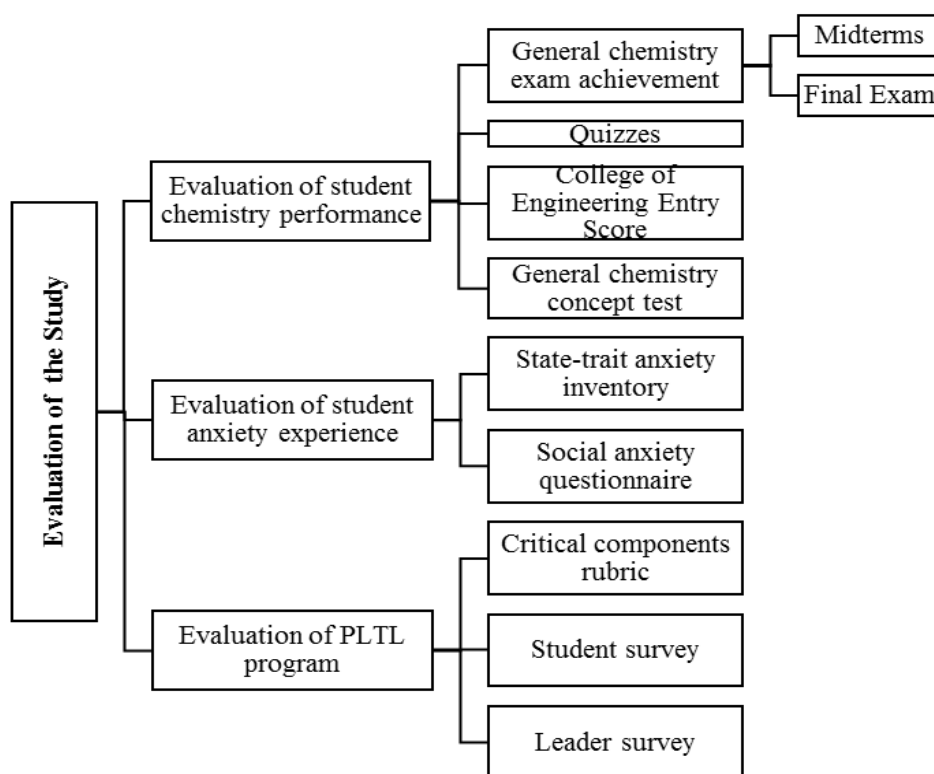 Evaluation of the Study
Evaluation of student
chemistry performance
General chemistry
exam achievement
Midterms
Final Exam
Quizzes
College of
Engineering Entry
Score
General chemistry
concept test
Evaluation of student
anxiety experience
State-trait anxiety
inventory
Social anxiety
questionnaire
Evaluation of PLTL
program
Critical components
rubric
Student survey
Leader survey